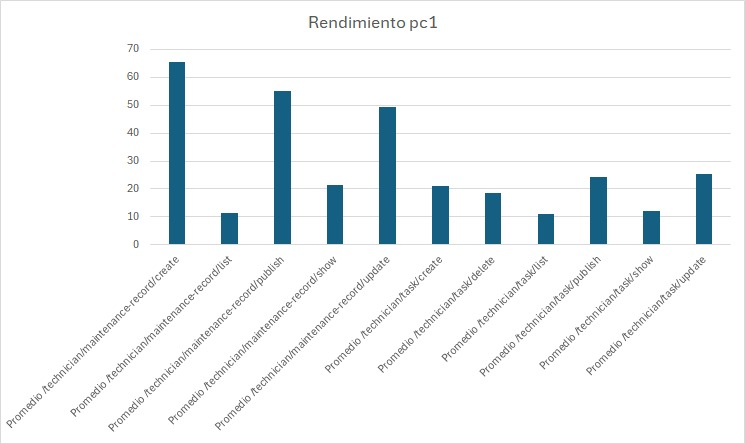 Rendimiento pc1
70
60
50
40
30
20
10
0
Promedio /technician/maintenance-record/create
Promedio /technician/maintenance-record/list
Promedio /technician/maintenance-record/publish
Promedio /technician/maintenance-record/show
Promedio /technician/maintenance-record/update
Promedio /technician/task/create
Promedio /technician/task/delete
Promedio /technician/task/list
Promedio /technician/task/publish
Promedio /technician/task/show
Promedio /technician/task/update